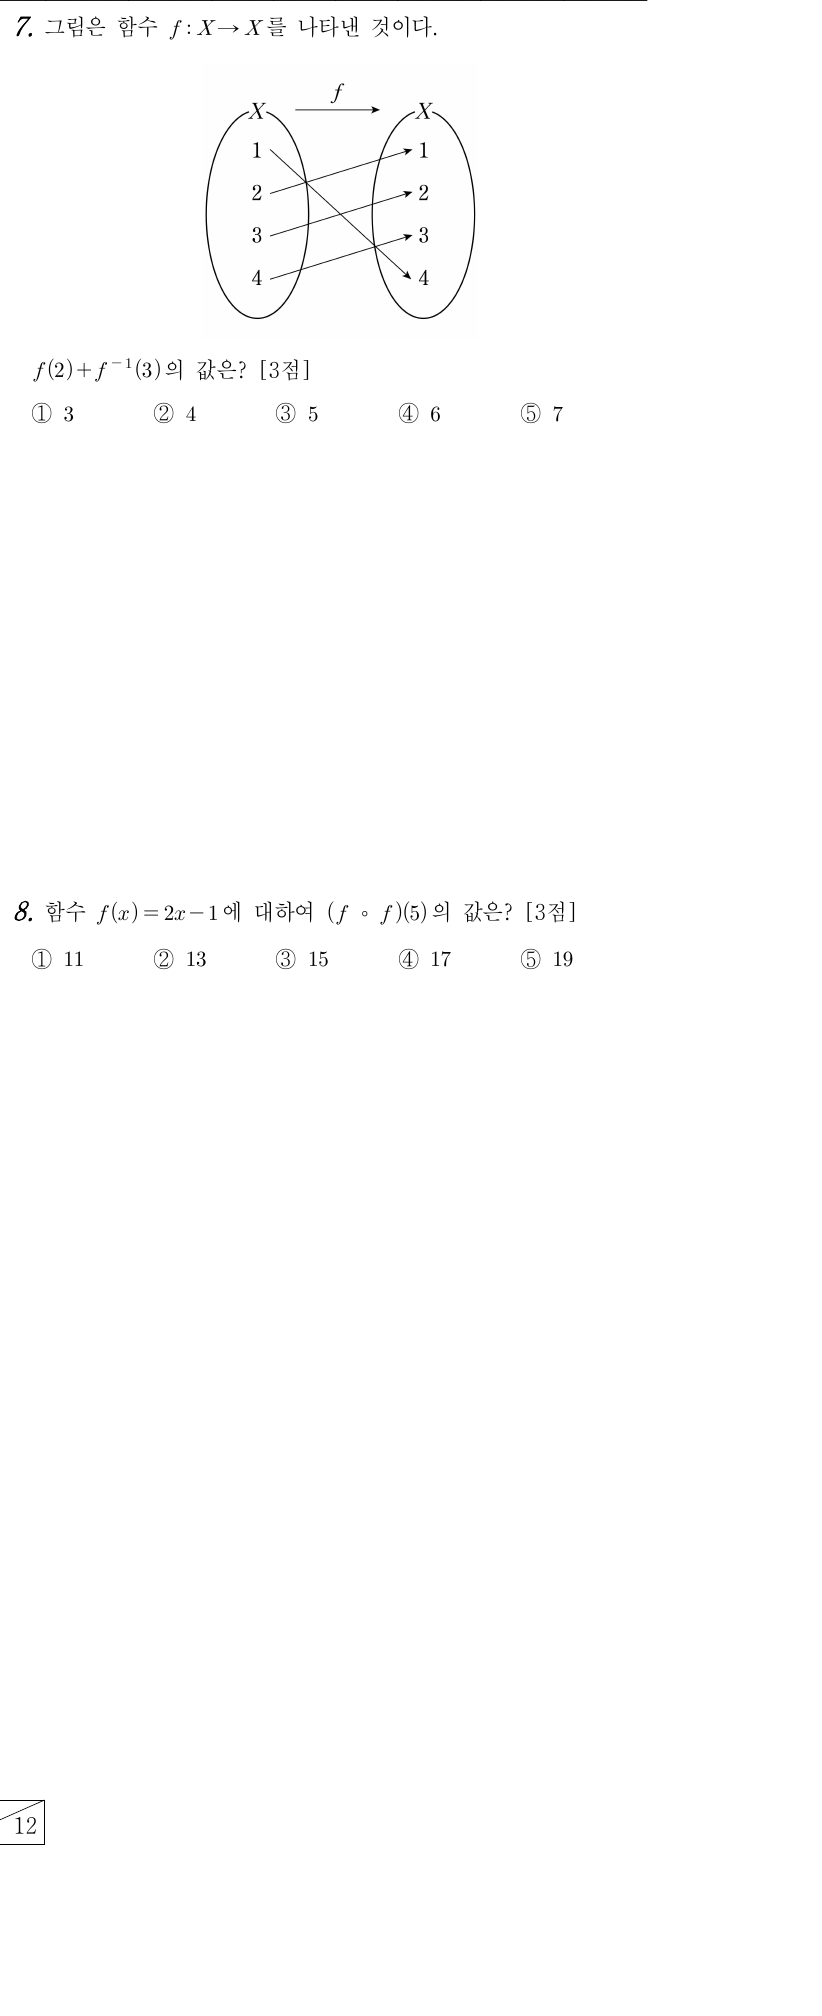 7. 그림은 함수 f : X → X를 나타낸 것이다.
f
X X
1 1
2 2
3 3
4 4
f(2)+f⁻¹(3)의 값은? [3점]
① 3 ② 4 ③ 5 ④ 6 ⑤ 7
8. 함수 f(x)=2x-1에 대하여 (f ∘ f)(5)의 값은? [3점]
① 11 ② 13 ③ 15 ④ 17 ⑤ 19
12